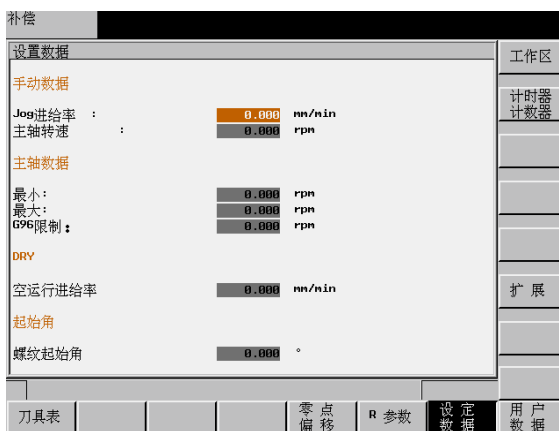 补偿
设置数据
工作区
手动数据
计时器
计数器
Jog进给率 : 0.000 mm/min
主轴转速 : 0.000 rpm
主轴数据
最小: 0.000 rpm
最大: 0.000 rpm
G96限制: 0.000 rpm
DRY
空运行进给率 0.000 mm/min
扩展
起始角
螺纹起始角 0.000 °
刀具表
零点
偏移
R 参数
设定
数据
用户
数据